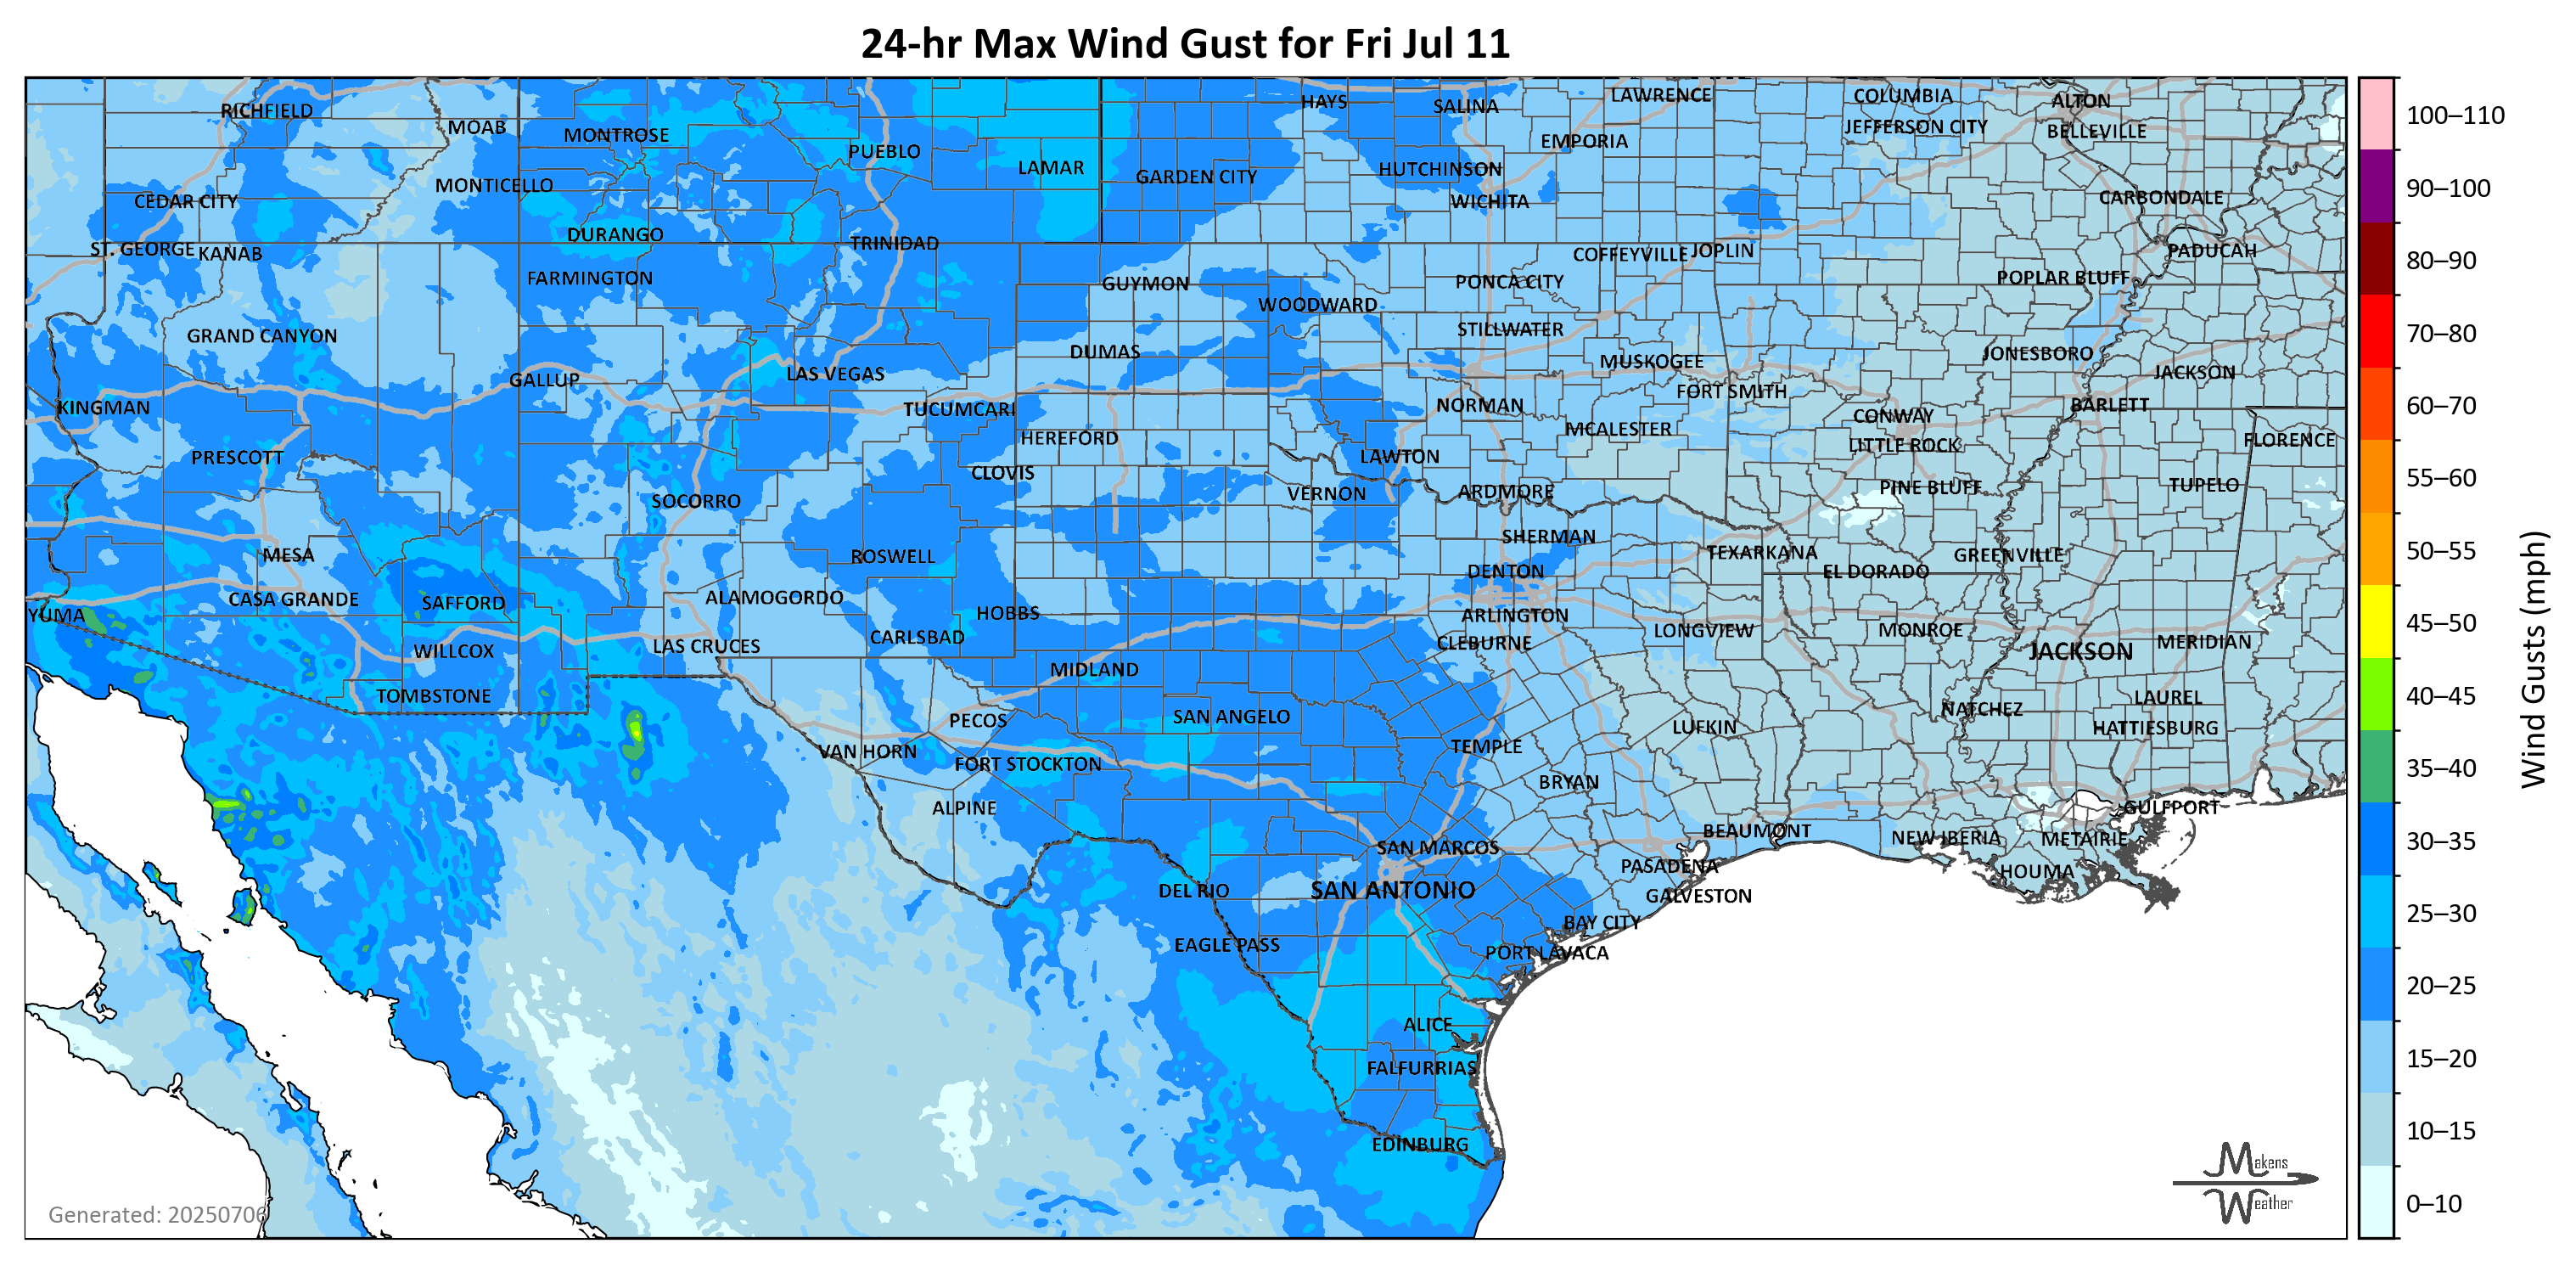 24-hr Max Wind Gust for Fri Jul 11
RICHFIELD
MOAB
MONTROSE
PUEBLO
LAMAR
HAYS
SALINA
LAWRENCE
COLUMBIA
ALTON
JEFFERSON CITY
BELLEVILLE
EMPORIA
GARDEN CITY
HUTCHINSON
MONTICELLO
CEDAR CITY
WICHITA
CARBONDALE
DURANGO
TRINIDAD
ST. GEORGE
KANAB
COFFEYVILLE
JOPLIN
PADUCAH
FARMINGTON
GUYMON
PONCA CITY
POPLAR BLUFF
WOODWARD
GRAND CANYON
STILLWATER
DUMAS
MUSKOGEE
JONESBORO
GALLUP
LAS VEGAS
FORT SMITH
JACKSON
KINGMAN
TUCUMCARI
NORMAN
CONWAY
BARLETT
HEREFORD
MCALESTER
LITTLE ROCK
FLORENCE
PRESCOTT
CLOVIS
LAWTON
SOCORRO
VERNON
ARDMORE
PINE BLUFF
TUPELO
MESA
ROSWELL
SHERMAN
TEXARKANA
GREENVILLE
DENTON
EL DORADO
CASA GRANDE
SAFFORD
ALAMOGORDO
HOBBS
YUMA
ARLINGTON
WILLCOX
LAS CRUCES
CARLSBAD
CLEBURNE
LONGVIEW
MONROE
JACKSON
MERIDIAN
MIDLAND
TOMBSTONE
LAUREL
PECOS
SAN ANGELO
NATCHEZ
LUFKIN
HATTIESBURG
VAN HORN
FORT STOCKTON
TEMPLE
BRYAN
ALPINE
GULFPORT
SAN MARCOS
BEAUMONT
NEW IBERIA
METAIRIE
PASADENA
HOUMA
DEL RIO
SAN ANTONIO
GALVESTON
BAY CITY
EAGLE PASS
PORT LAVACA
ALICE
FALFURRIAS
EDINBURG
Generated: 20250706
Makens
Weather
100–110
90–100
80–90
70–80
60–70
55–60
50–55
45–50
40–45
35–40
30–35
25–30
20–25
15–20
10–15
0–10
Wind Gusts (mph)